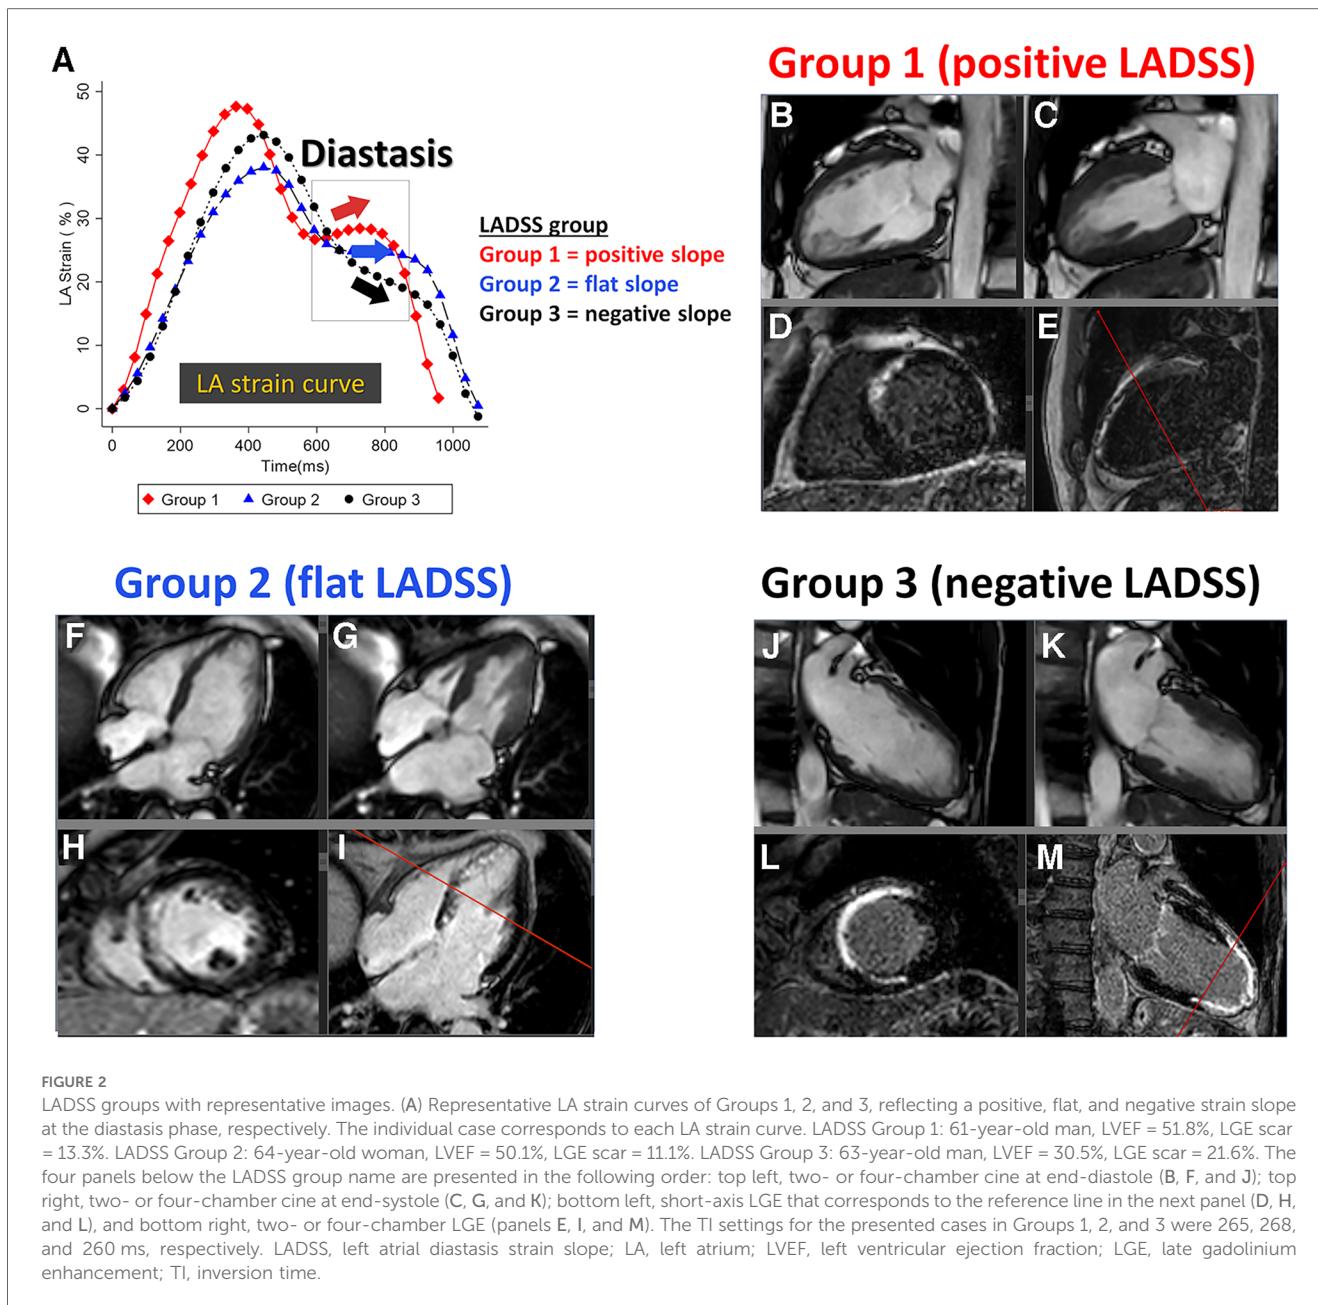 A
Group 1 (positive LADSS)
50
40
30
20
10
0
LA Strain ( % )
Diastasis
LADSS group
Group 1 = positive slope
Group 2 = flat slope
Group 3 = negative slope
LA strain curve
0 200 400 600 800 1000
Time(ms)
Group 1 Group 2 Group 3
B
C
D
E
Group 2 (flat LADSS)
F
G
H
I
Group 3 (negative LADSS)
J
K
L
M
FIGURE 2
LADSS groups with representative images. (A) Representative LA strain curves of Groups 1, 2, and 3, reflecting a positive, flat, and negative strain slope
at the diastasis phase, respectively. The individual case corresponds to each LA strain curve. LADSS Group 1: 61-year-old man, LVEF = 51.8%, LGE scar
= 13.3%. LADSS Group 2: 64-year-old woman, LVEF = 50.1%, LGE scar = 11.1%. LADSS Group 3: 63-year-old man, LVEF = 30.5%, LGE scar = 21.6%. The
four panels below the LADSS group name are presented in the following order: top left, two- or four-chamber cine at end-diastole (B, F, and J); top
right, two- or four-chamber cine at end-systole (C, G, and K); bottom left, short-axis LGE that corresponds to the reference line in the next panel (D, H,
and L), and bottom right, two- or four-chamber LGE (panels E, I, and M). The TI settings for the presented cases in Groups 1, 2, and 3 were 265, 268,
and 260 ms, respectively. LADSS, left atrial diastasis strain slope; LA, left atrium; LVEF, left ventricular ejection fraction; LGE, late gadolinium
enhancement; TI, inversion time.